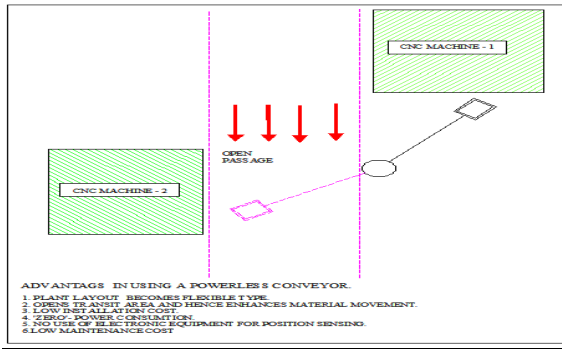 CNC MACHINE - 1
OPEN
PASSAGE
CNC MACHINE - 2
ADVANTAGS IN USING A POWERLESS CONVEYOR.
1. PLANT LAYOUT BECOMES FLEXIBLE TYPE.
2. OPENS TRANSIT AREA AND HENCE ENHANCES MATERIAL MOVEMENT.
3. LOW INSTALLATION COST.
4. 'ZERO'- POWER CONSUMTION.
5. NO USE OF ELECTRONIC EQUIPMENT FOR POSITION SENSING.
6.LOW MAINTENANCE COST